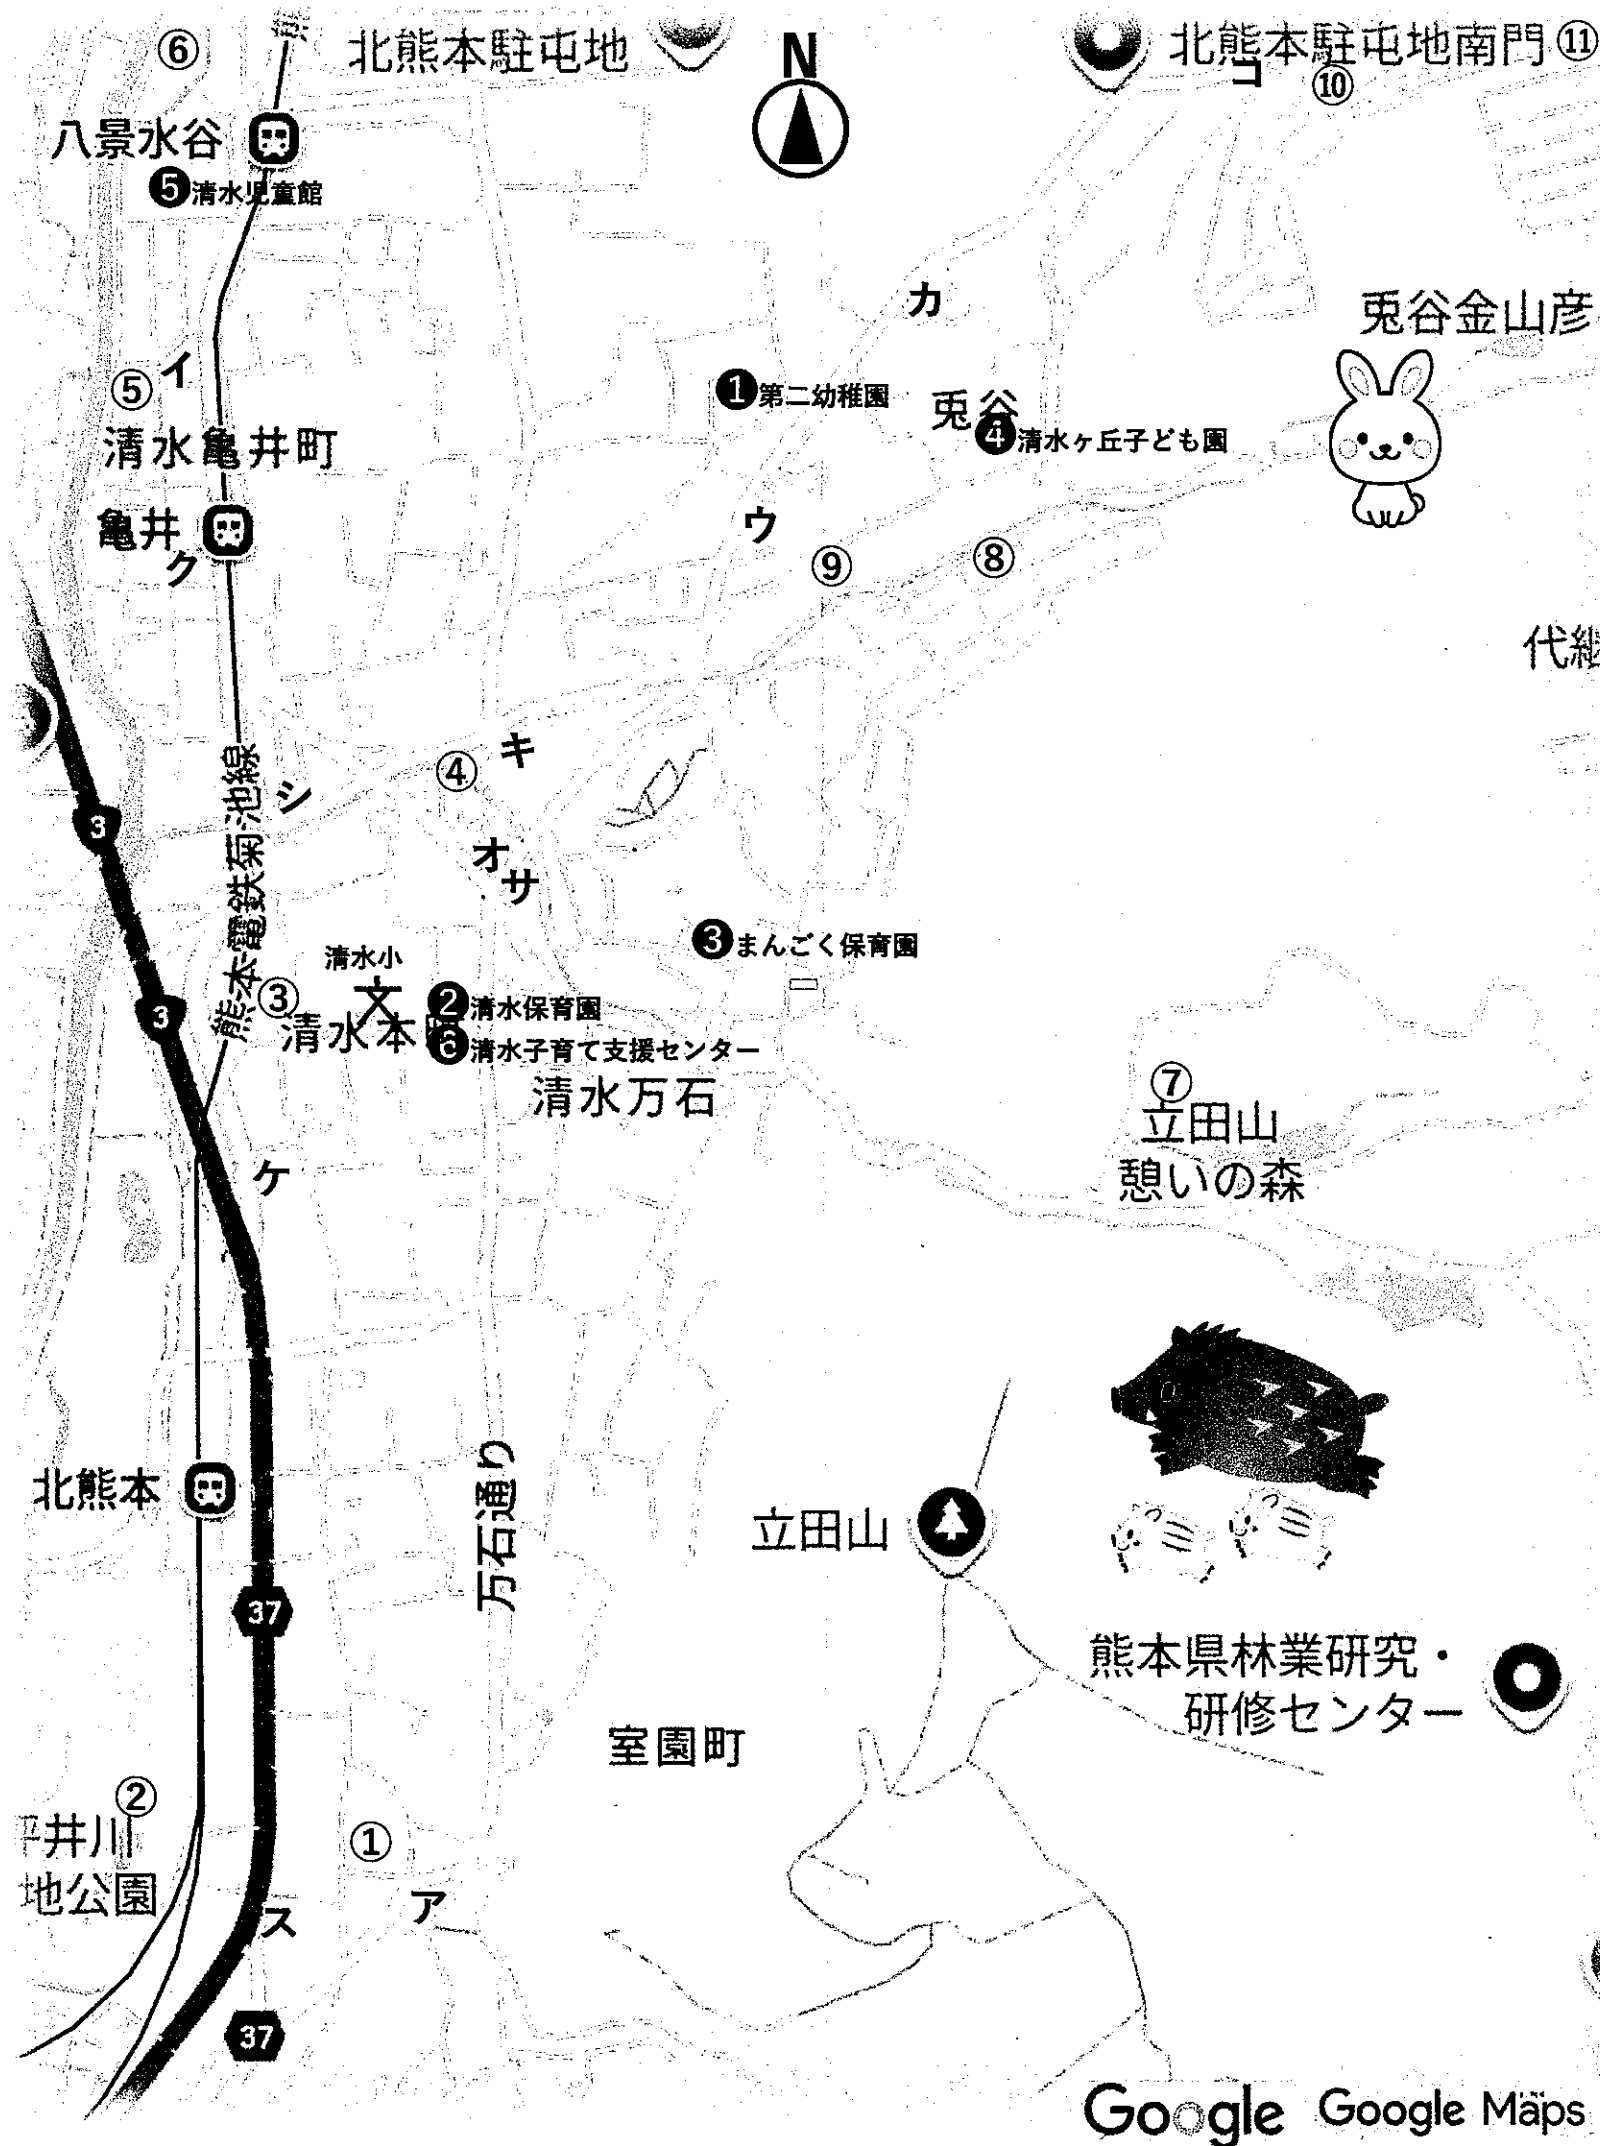 ⑥
北熊本駐屯地
N
北熊本駐屯地南門
⑪
コ
⑩
八景水谷
❺清水児童館
カ
兎谷金山彦
イ
⑤
❶第二幼稚園
兎谷
❹清水ヶ丘子ども園
清水亀井町
亀井
ク
ウ
⑨
⑧
代継
キ
④
シ
3
熊本電鉄菊池線
オ
サ
❸まんごく保育園
清水小
文
③
清水本
❷清水保育園
❻清水子育て支援センター
3
清水万石
⑦
立田山
憩いの森
ケ
北熊本
万石通り
立田山
37
熊本県林業研究・
研修センター
室園町
②
井川
地公園
①
ア
ス
37
Google
Google Maps